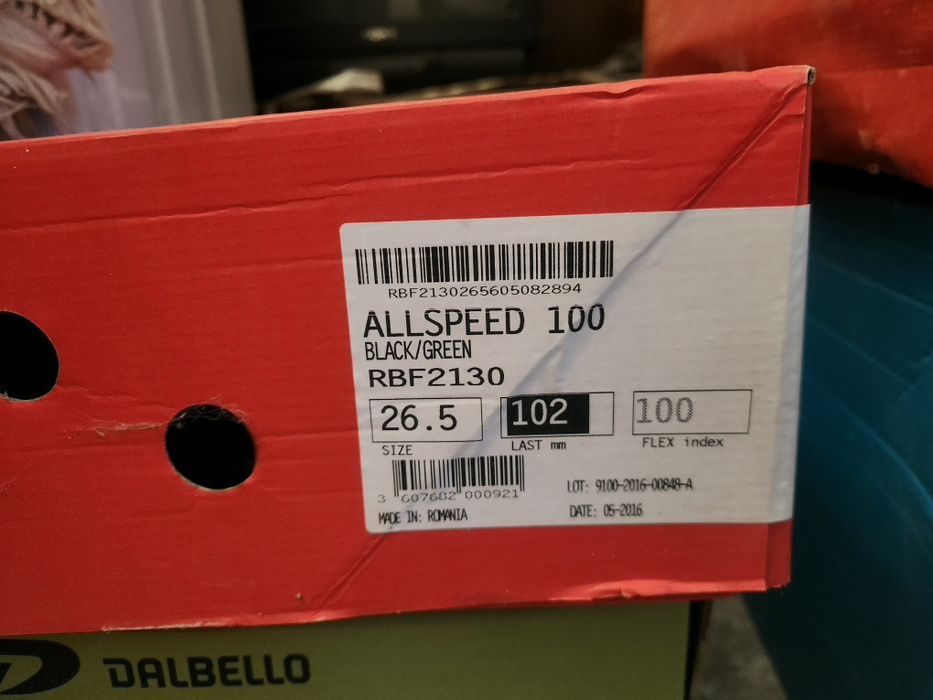 RBF2130265605082894
ALLSPEED 100
BLACK/GREEN
RBF2130
26.5 102 100
SIZE LAST mm FLEX index
3 607682 000921
LOT: 9100-2016-00848-A
MADE IN: ROMANIA
DATE: 05-2016
DALBELLO